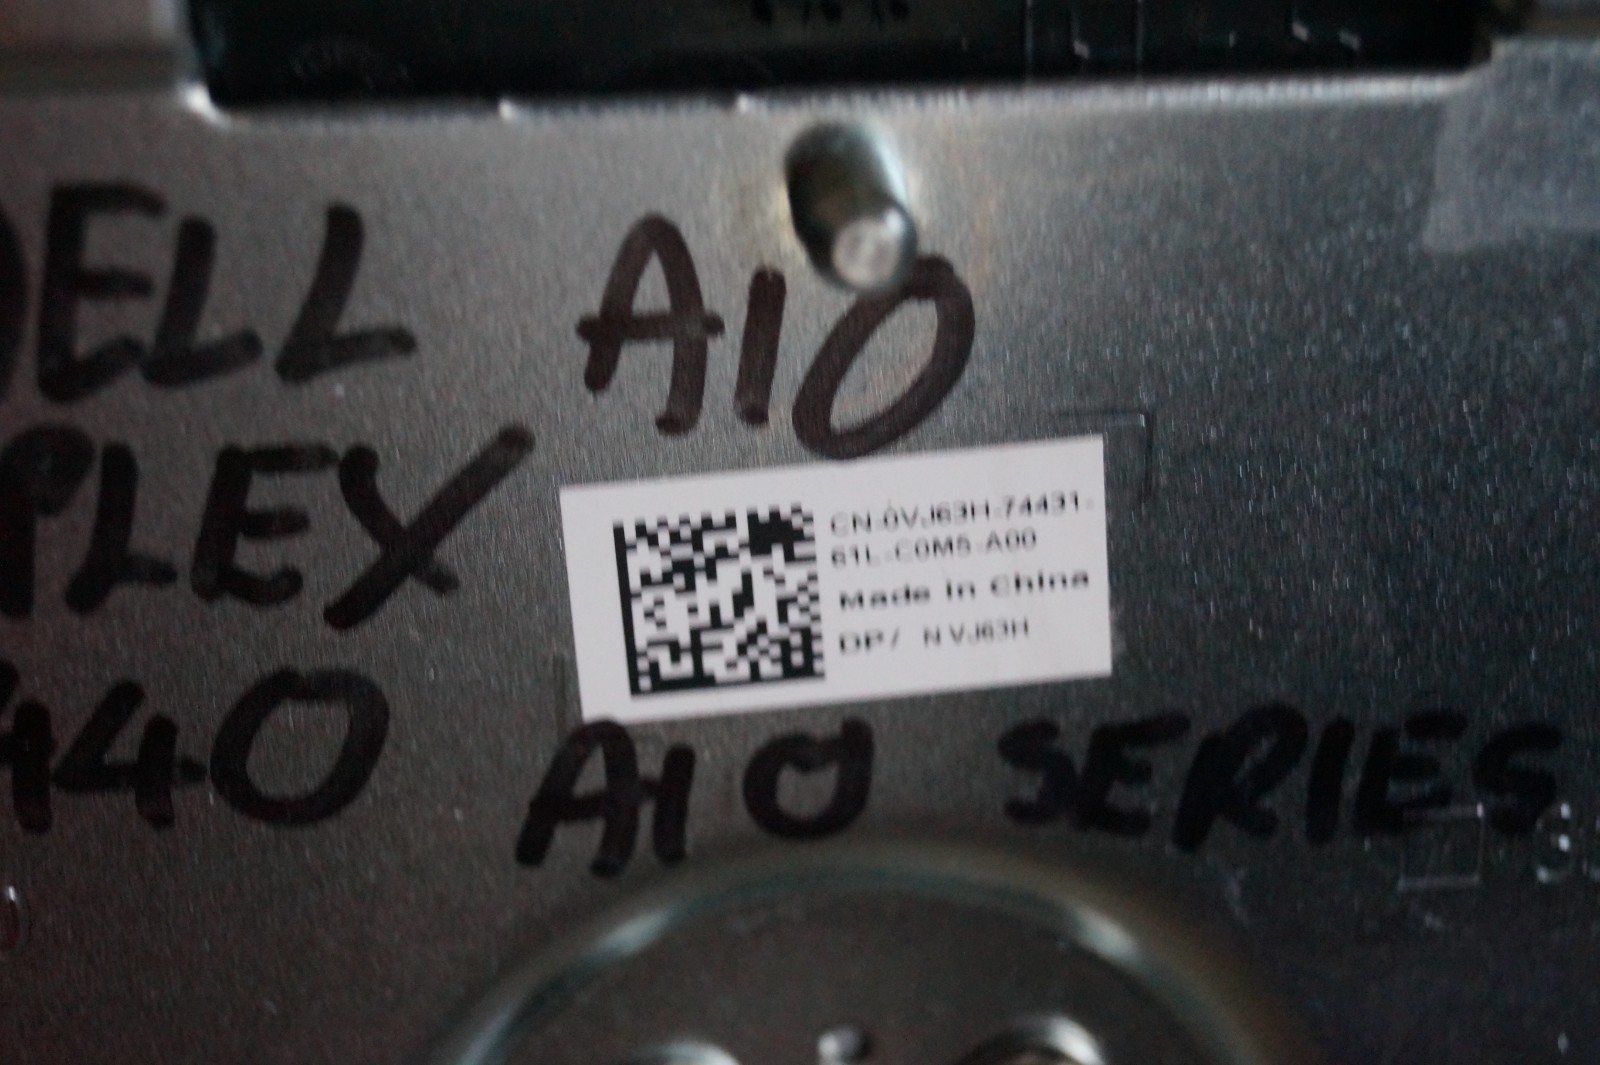 DELL AIO
PLEX
440
CN-0VJ63H-74431-
61L-C0M5-A00
Made in China
DP/ N VJ63H
AIO SERIES